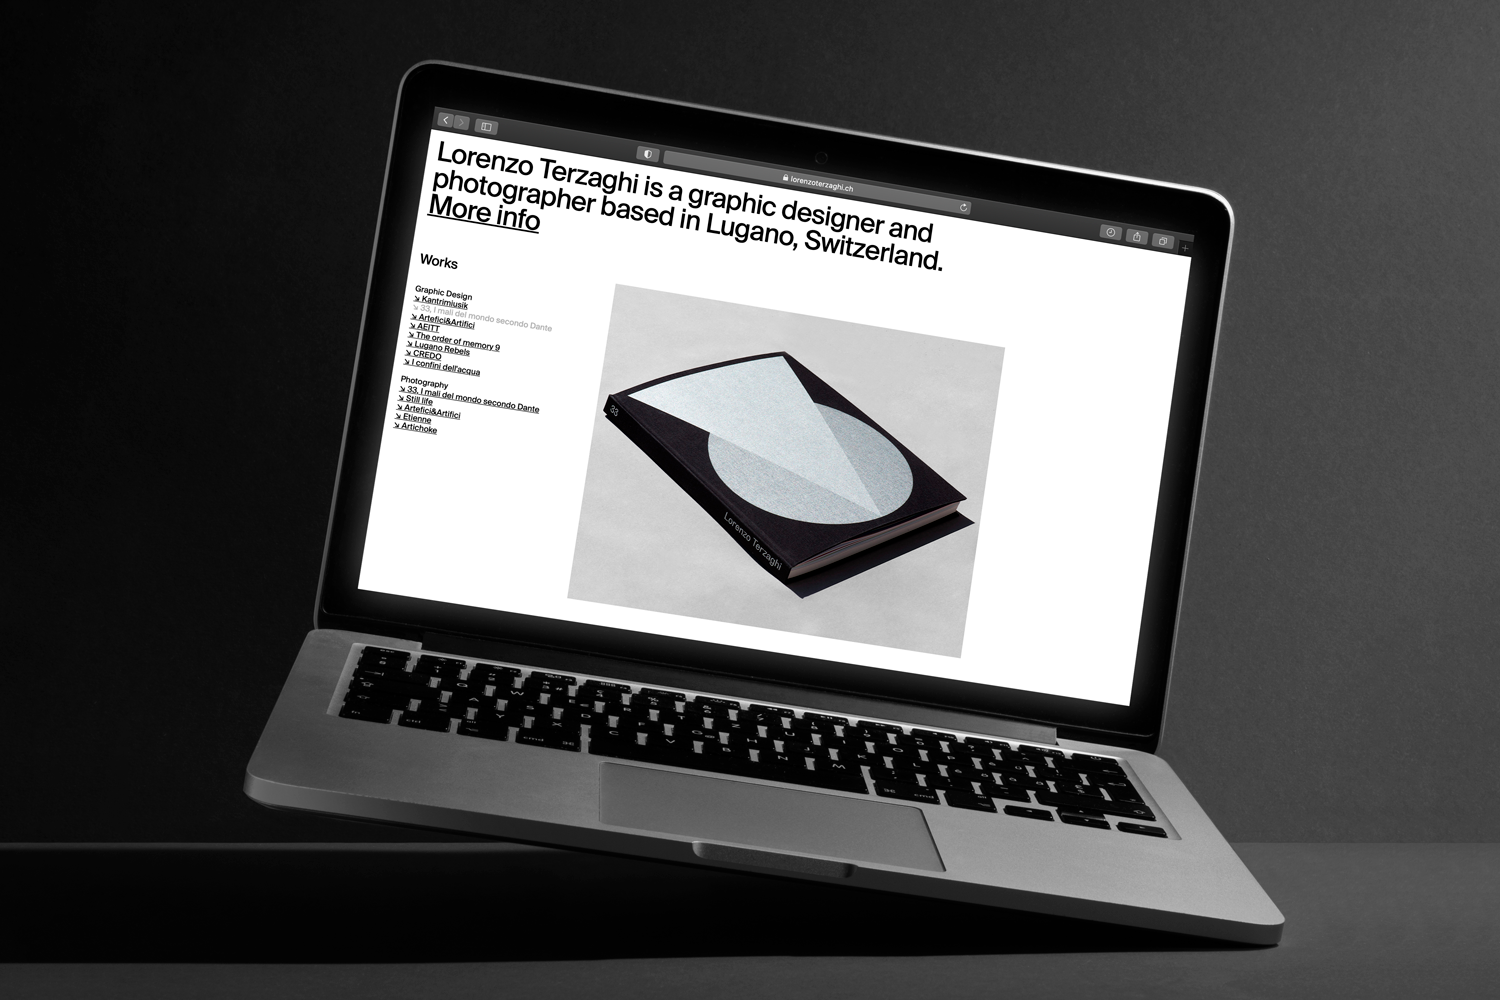 lorenzoterzaghi.ch
Lorenzo Terzaghi is a graphic designer and
photographer based in Lugano, Switzerland.
More info
Works
Graphic Design
↘ Kantrimiusik
↘ 33, I mali del mondo secondo Dante
↘ Artefici&Artifici
↘ AEITT
↘ The order of memory 9
↘ Lugano Rebels
↘ CREDO
↘ I confini dell'acqua
Photography
↘ 33, I mali del mondo secondo Dante
↘ Still life
↘ Artefici&Artifici
↘ Etienne
↘ Artichoke
33
Lorenzo Terzaghi